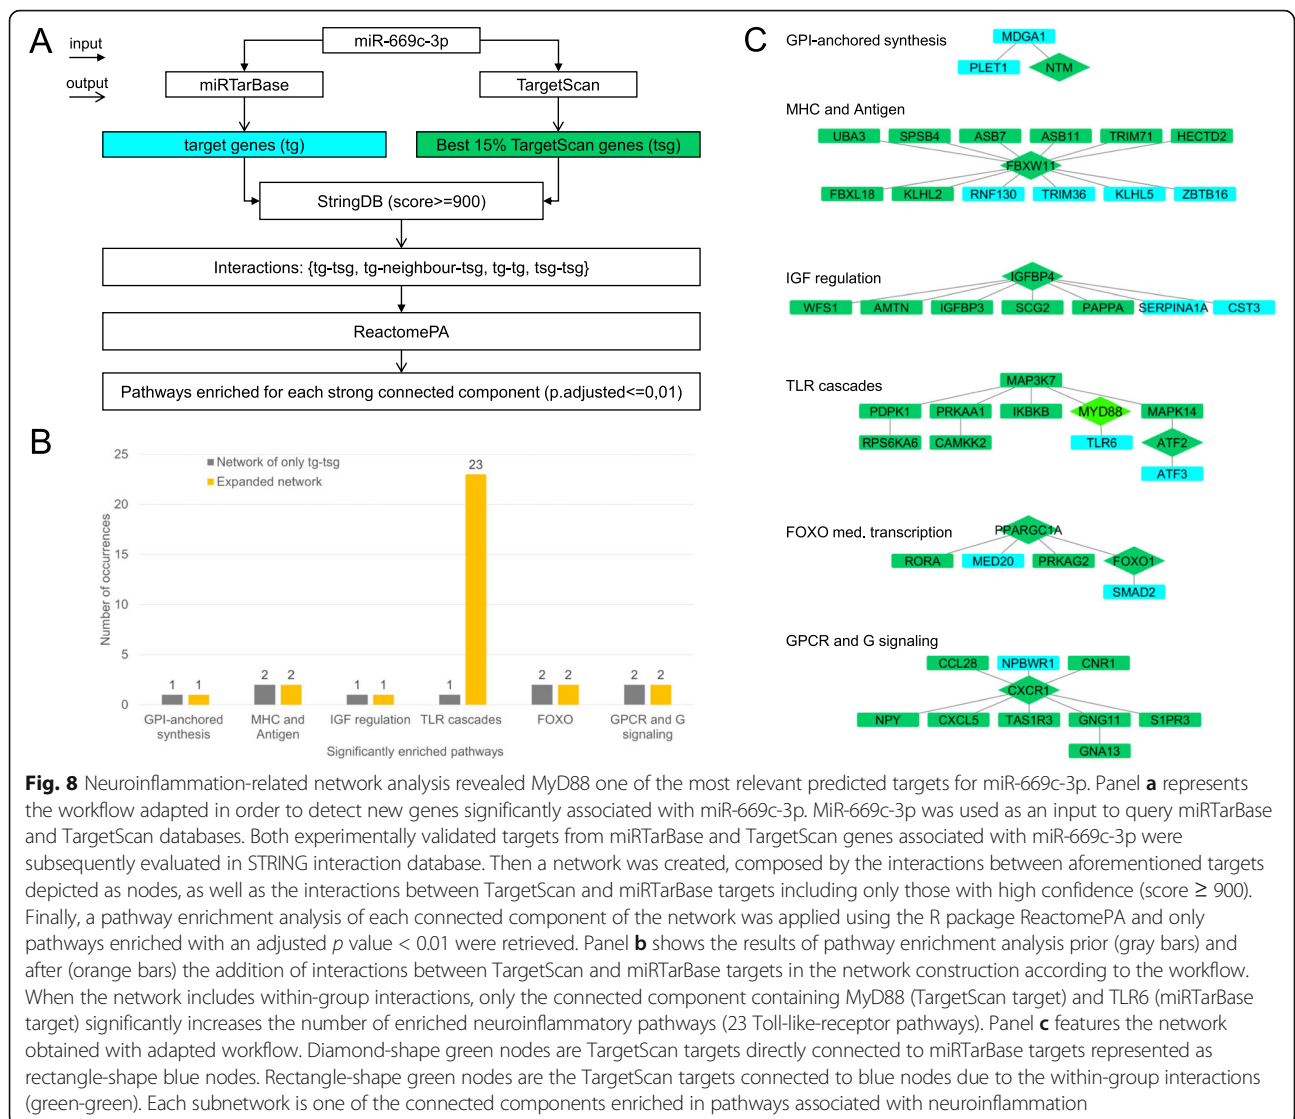 A
input
output
miR-669c-3p
miRTarBase
TargetScan
target genes (tg)
Best 15% TargetScan genes (tsg)
StringDB (score>=900)
Interactions: {tg-tsg, tg-neighbour-tsg, tg-tg, tsg-tsg}
ReactomePA
Pathways enriched for each strong connected component (p.adjusted<=0,01)
B
Network of only tg-tsg
Expanded network
Number of occurrences
25
20
15
10
5
0
1 1
2 2
1 1
1 23
2 2
2 2
GPI-anchored synthesis
MHC and Antigen
IGF regulation
TLR cascades
FOXO
GPCR and G signaling
Significantly enriched pathways
C
GPI-anchored synthesis
MDGA1
PLET1 NTM
MHC and Antigen
UBA3 SPSB4 ASB7 ASB11 TRIM71 HECTD2
FBXW11
FBXL18 KLHL2 RNF130 TRIM36 KLHL5 ZBTB16
IGF regulation
IGFBP4
WFS1 AMTN IGFBP3 SCG2 PAPPA SERPINA1A CST3
TLR cascades
MAP3K7
PDPK1 PRKAA1 IKBKB MYD88 MAPK14
RPS6KA6 CAMKK2 TLR6 ATF2
ATF3
FOXO med. transcription
PPARGC1A
RORA MED20 PRKAG2 FOXO1
SMAD2
GPCR and G signaling
CCL28 NPBWR1 CNR1
CXCR1
NPY CXCL5 TAS1R3 GNG11 S1PR3
GNA13
Fig. 8 Neuroinflammation-related network analysis revealed MyD88 one of the most relevant predicted targets for miR-669c-3p. Panel a represents
the workflow adapted in order to detect new genes significantly associated with miR-669c-3p. MiR-669c-3p was used as an input to query miRTarBase
and TargetScan databases. Both experimentally validated targets from miRTarBase and TargetScan genes associated with miR-669c-3p were
subsequently evaluated in STRING interaction database. Then a network was created, composed by the interactions between aforementioned targets
depicted as nodes, as well as the interactions between TargetScan and miRTarBase targets including only those with high confidence (score ≥ 900).
Finally, a pathway enrichment analysis of each connected component of the network was applied using the R package ReactomePA and only
pathways enriched with an adjusted p value < 0.01 were retrieved. Panel b shows the results of pathway enrichment analysis prior (gray bars) and
after (orange bars) the addition of interactions between TargetScan and miRTarBase targets in the network construction according to the workflow.
When the network includes within-group interactions, only the connected component containing MyD88 (TargetScan target) and TLR6 (miRTarBase
target) significantly increases the number of enriched neuroinflammatory pathways (23 Toll-like-receptor pathways). Panel c features the network
obtained with adapted workflow. Diamond-shape green nodes are TargetScan targets directly connected to miRTarBase targets represented as
rectangle-shape blue nodes. Rectangle-shape green nodes are the TargetScan targets connected to blue nodes due to the within-group interactions
(green-green). Each subnetwork is one of the connected components enriched in pathways associated with neuroinflammation